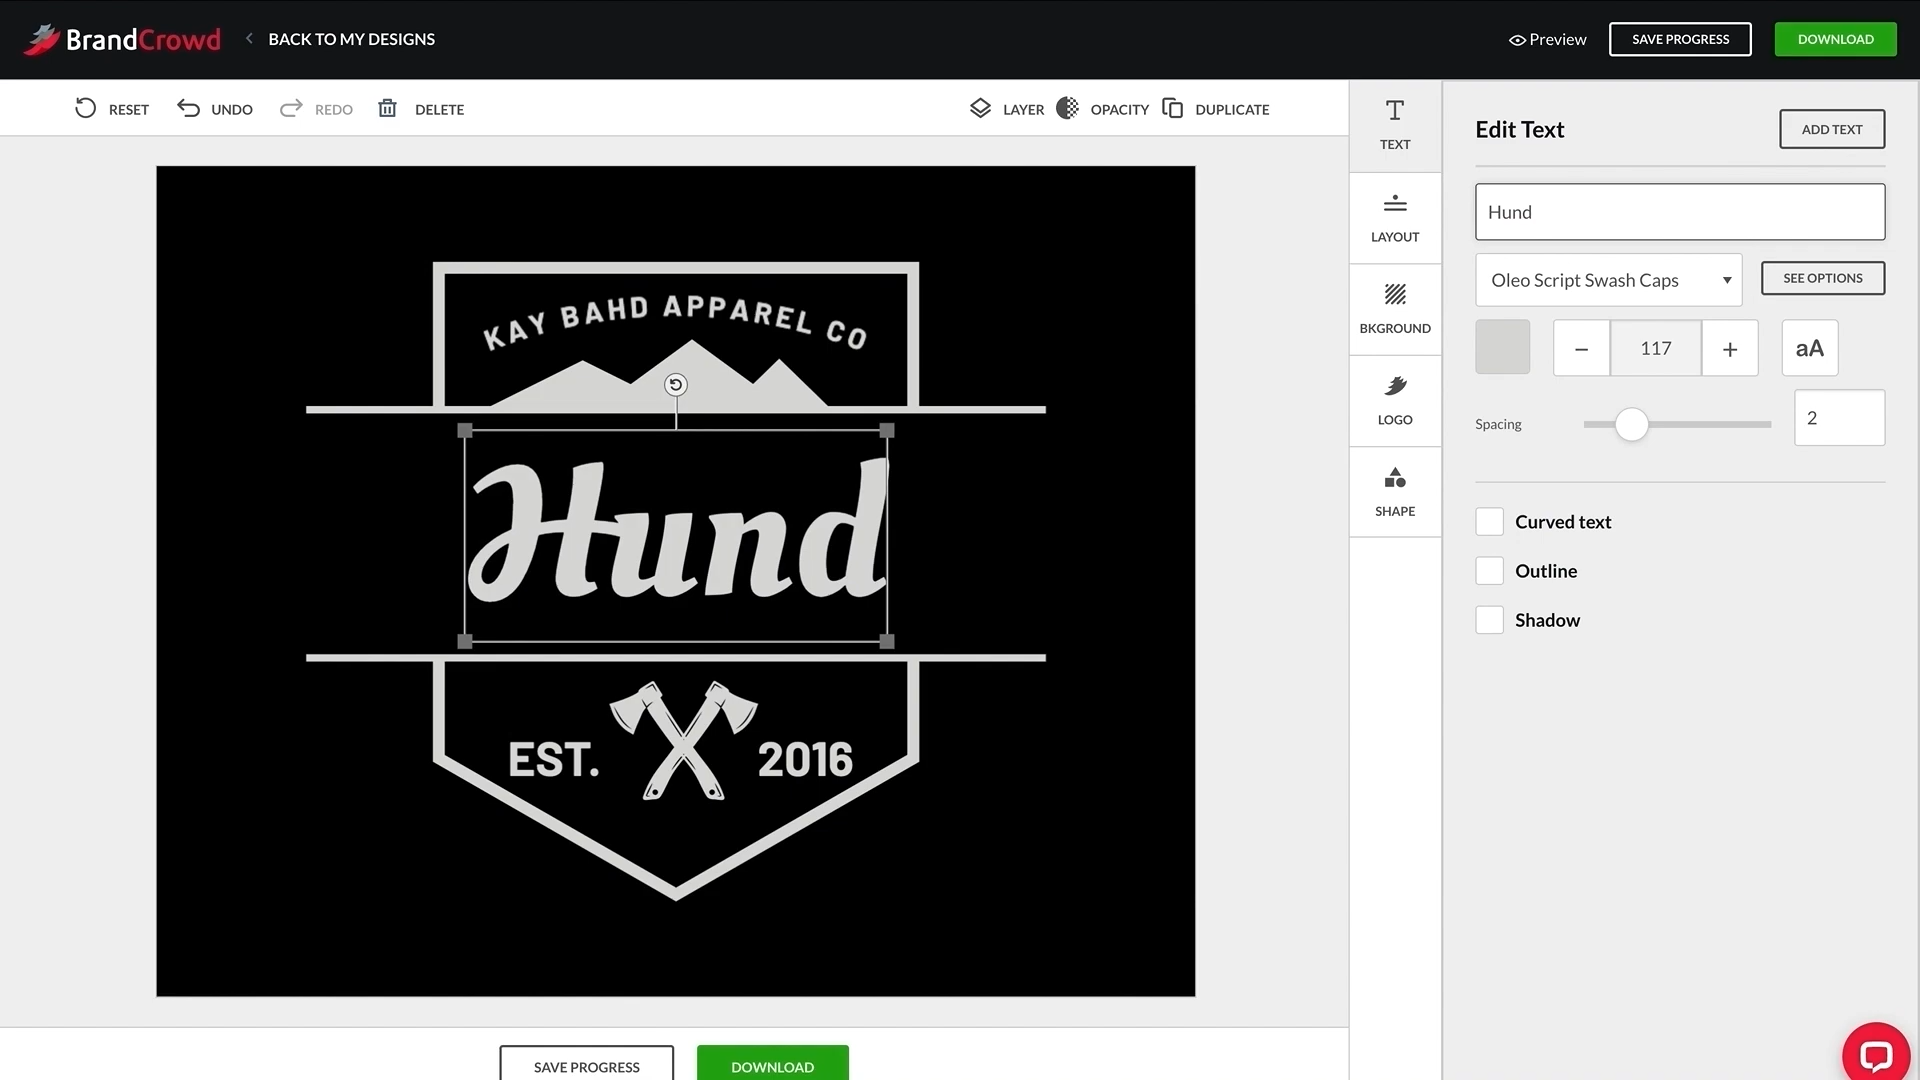 BrandCrowd
BACK TO MY DESIGNS
Preview
SAVE PROGRESS
DOWNLOAD
RESET
UNDO
REDO
DELETE
LAYER
OPACITY
DUPLICATE
TEXT
LAYOUT
BKGROUND
LOGO
SHAPE
Edit Text
ADD TEXT
Hund
Oleo Script Swash Caps
SEE OPTIONS
117
aA
Spacing
2
Curved text
Outline
Shadow
KAY BAHD APPAREL CO
Hund
EST.
2016
SAVE PROGRESS
DOWNLOAD